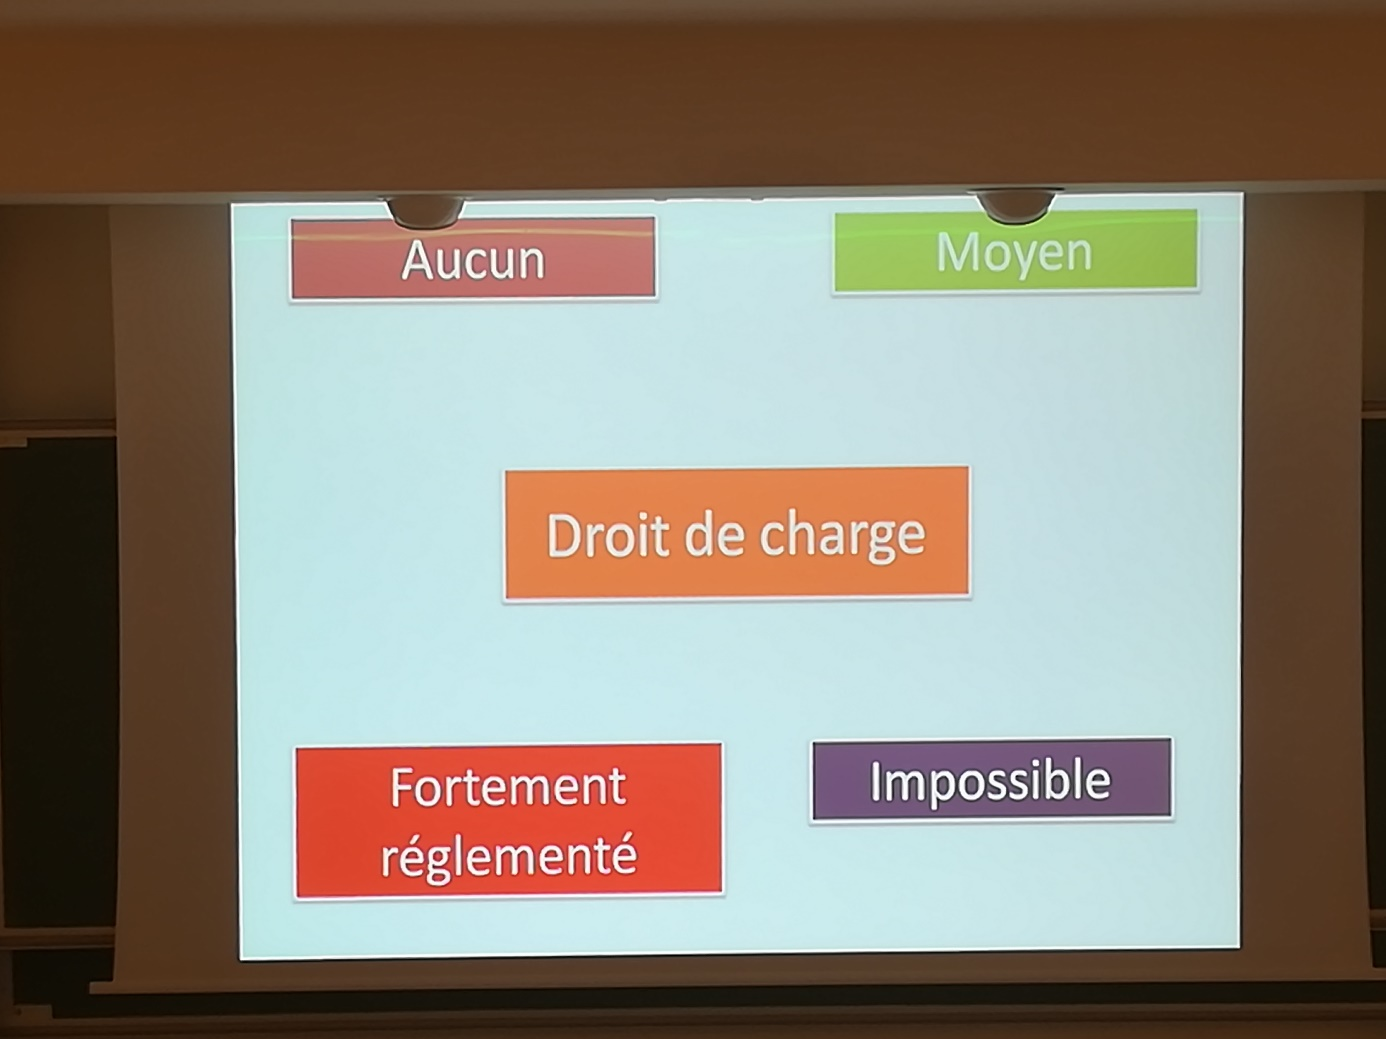 Aucun
Moyen
Droit de charge
Fortement
réglementé
Impossible